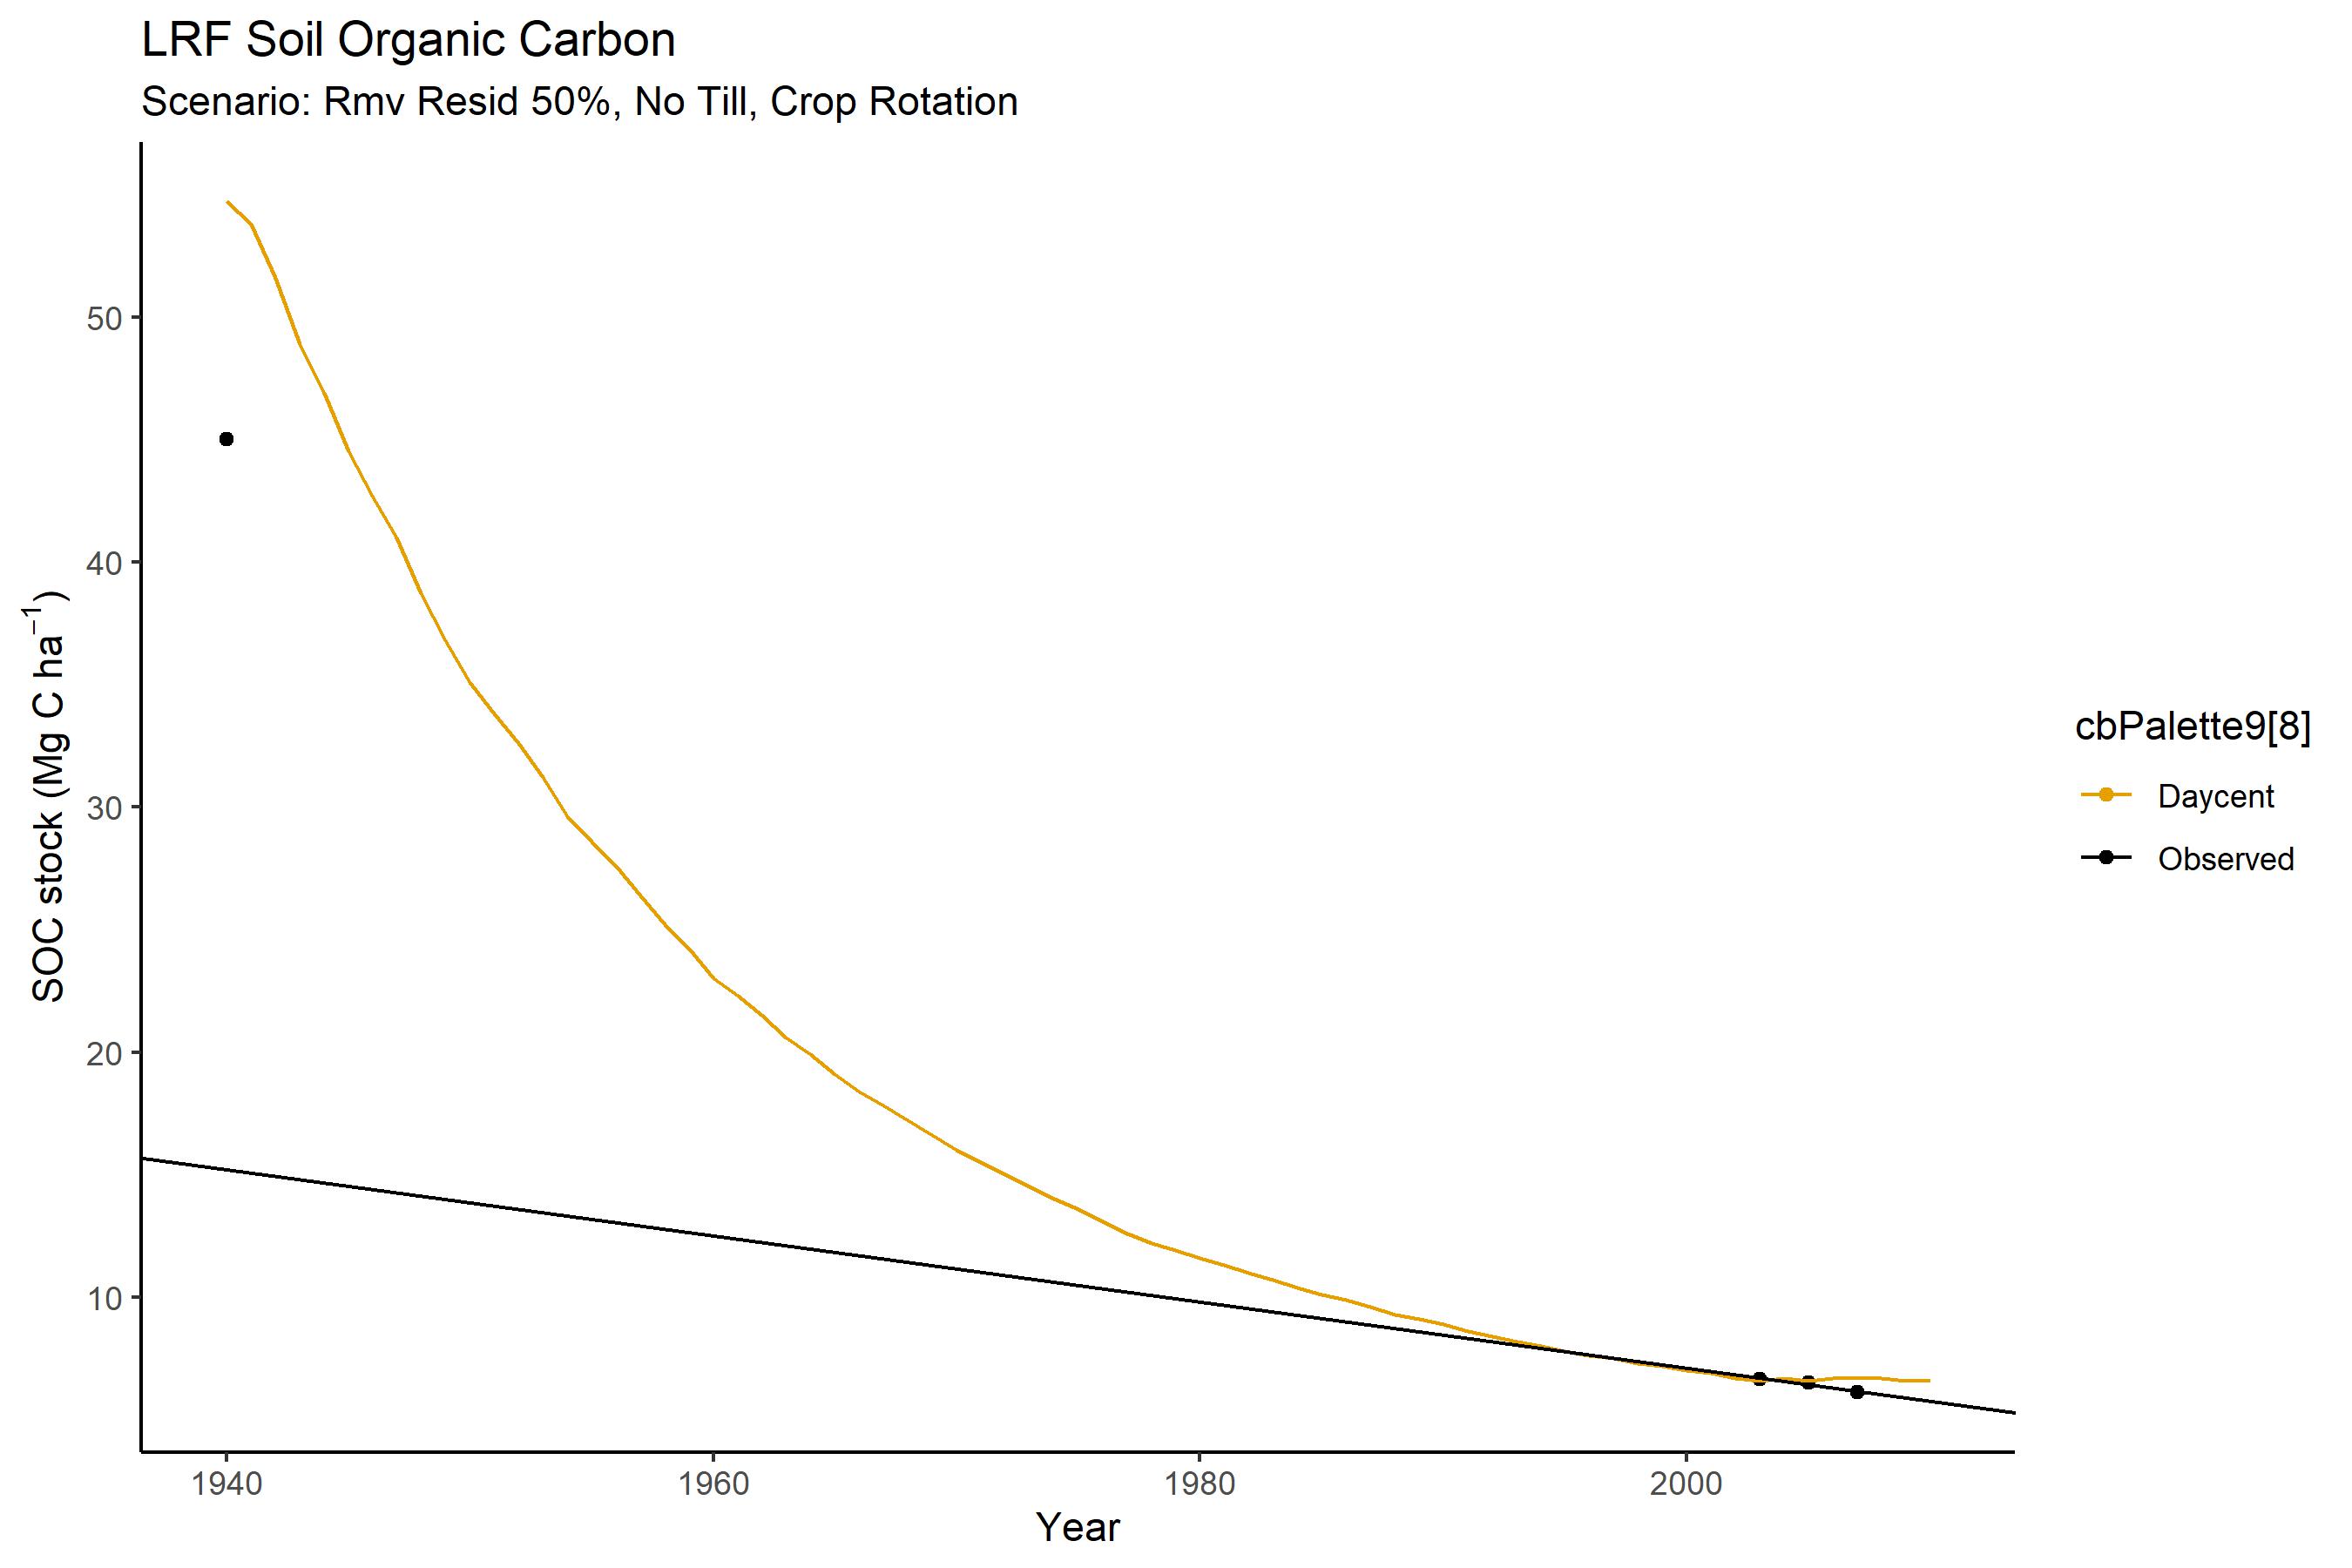 LRF Soil Organic Carbon
Scenario: Rmv Resid 50%, No Till, Crop Rotation
SOC stock (Mg C ha⁻¹)
50
40
30
20
10
1940
1960
1980
2000
Year
cbPalette9[8]
Daycent
Observed